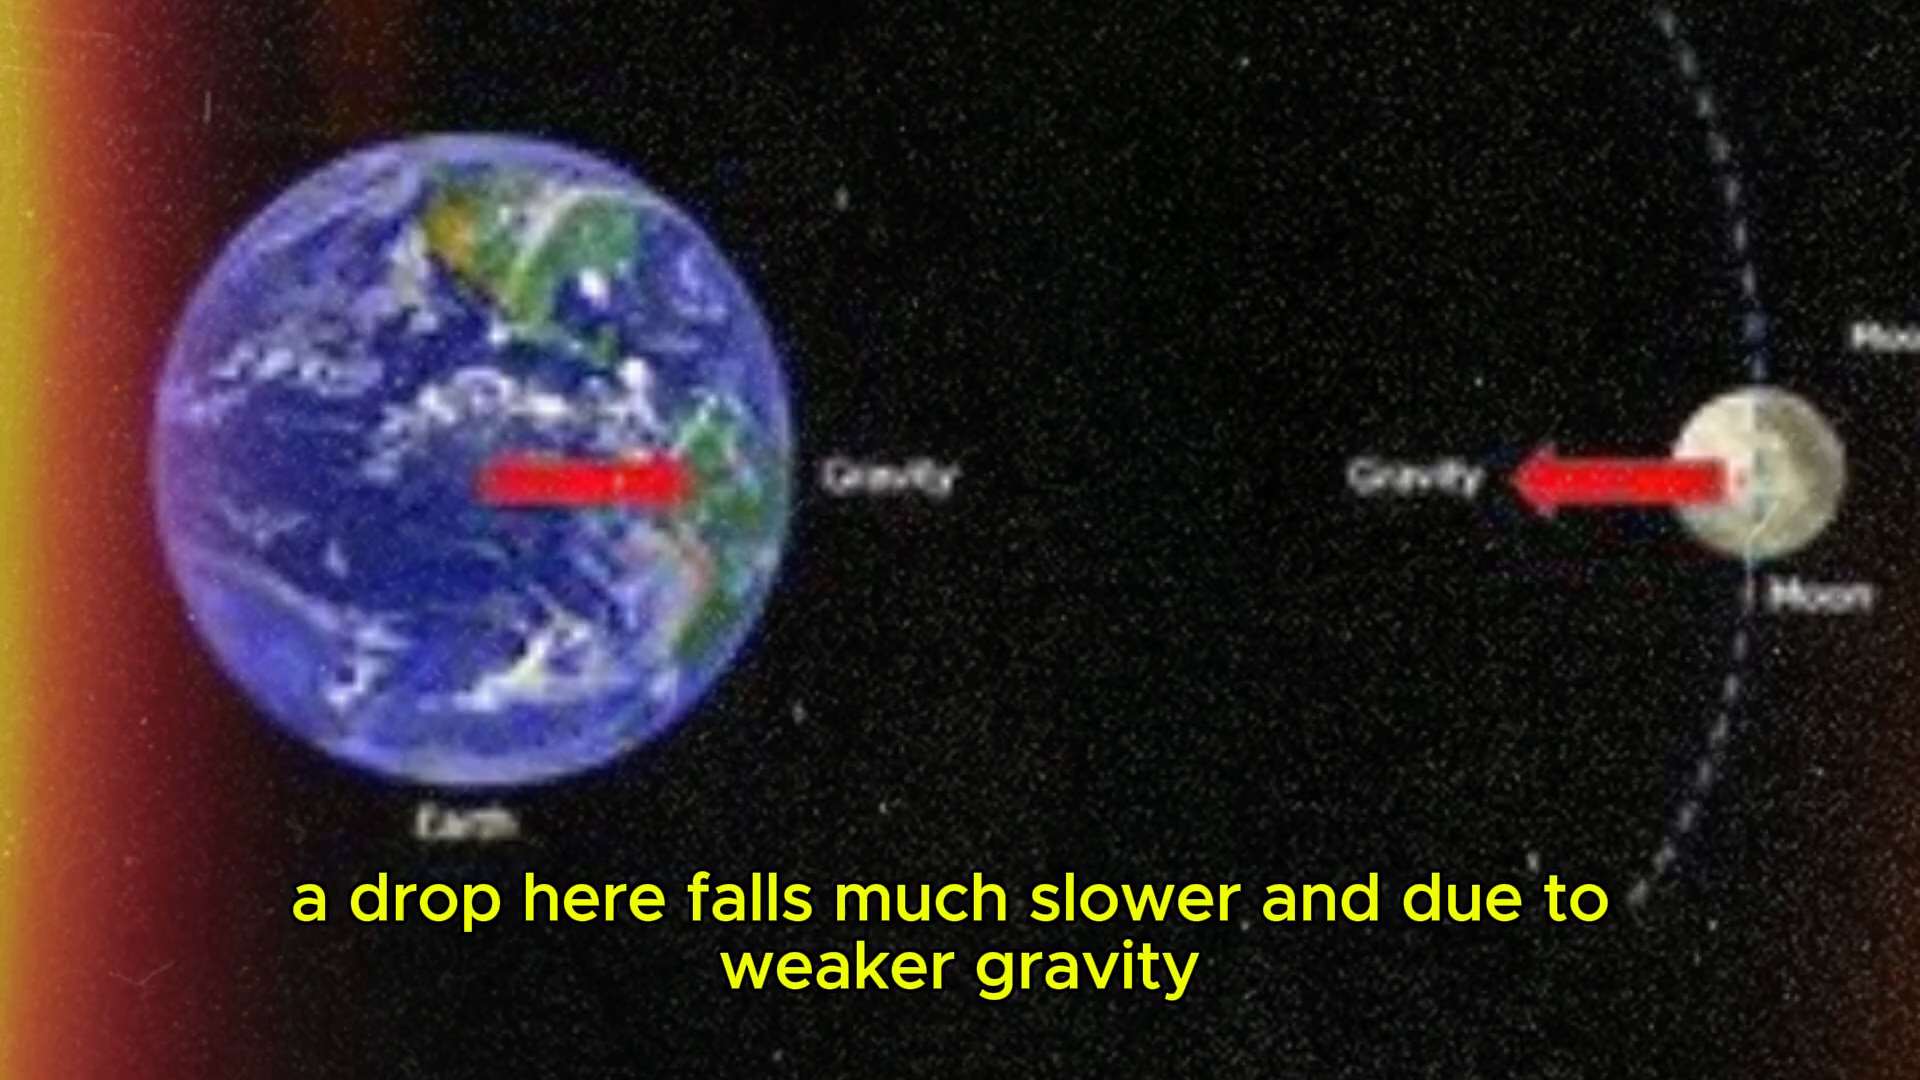 Gravity
Gravity
Moon
Earth
a drop here falls much slower and due to
weaker gravity